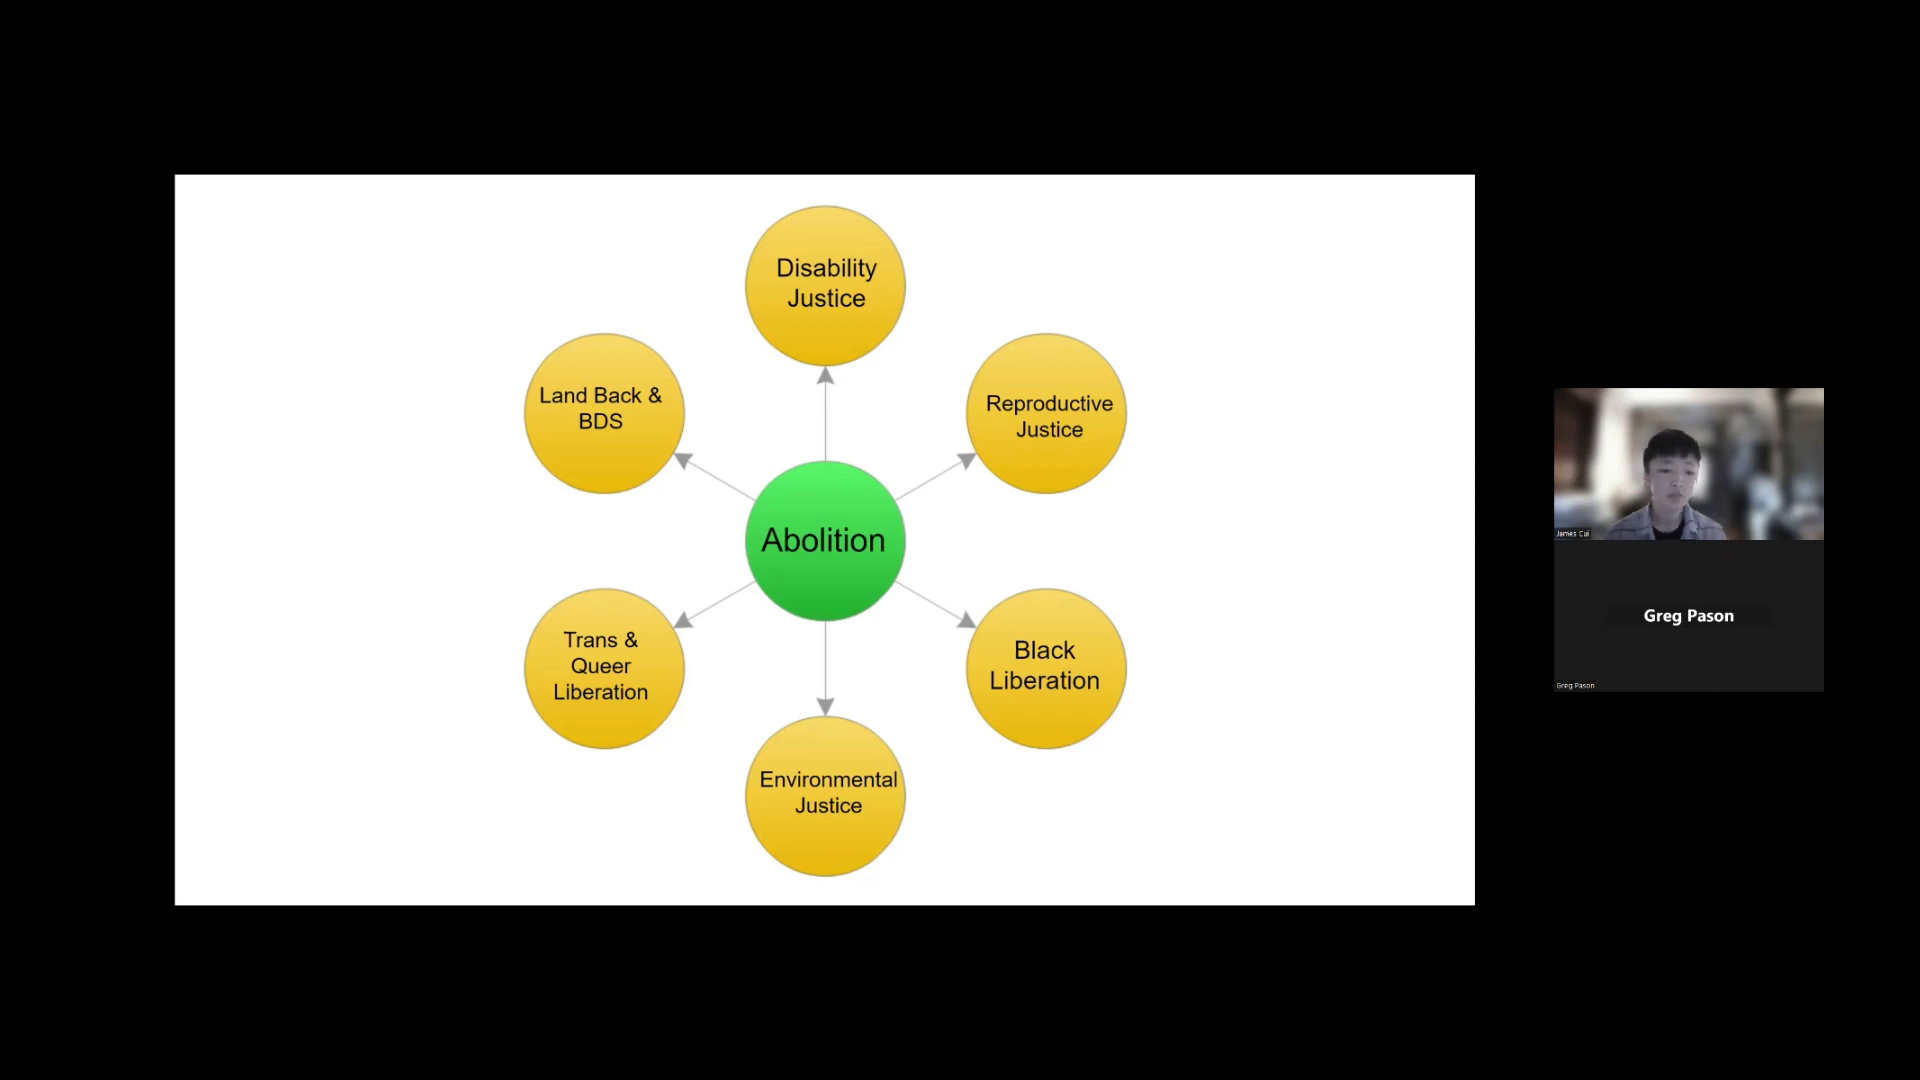 Disability
Justice
Land Back &
BDS
Reproductive
Justice
Abolition
Trans &
Queer
Liberation
Black
Liberation
Environmental
Justice
James Cui
Greg Pason
Greg Pason